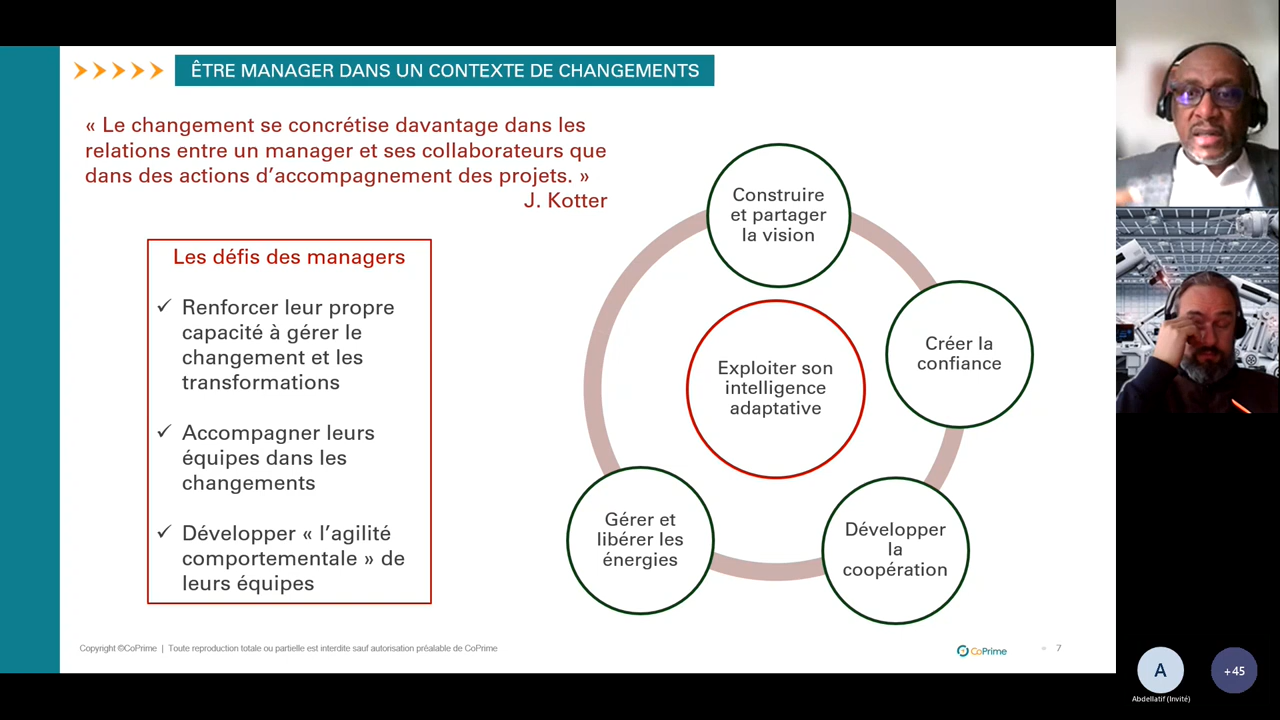 ÊTRE MANAGER DANS UN CONTEXTE DE CHANGEMENTS
« Le changement se concrétise davantage dans les
relations entre un manager et ses collaborateurs que
dans des actions d’accompagnement des projets. »
J. Kotter
Les défis des managers
✓ Renforcer leur propre
capacité à gérer le
changement et les
transformations
✓ Accompagner leurs
équipes dans les
changements
✓ Développer « l’agilité
comportementale » de
leurs équipes
Construire
et partager
la vision
Créer la
confiance
Exploiter son
intelligence
adaptative
Gérer et
libérer les
énergies
Développer
la
coopération
Copyright ©CoPrime | Toute reproduction totale ou partielle est interdite sauf autorisation préalable de CoPrime
CoPrime
7
A
Abdellatif (Invité)
+45